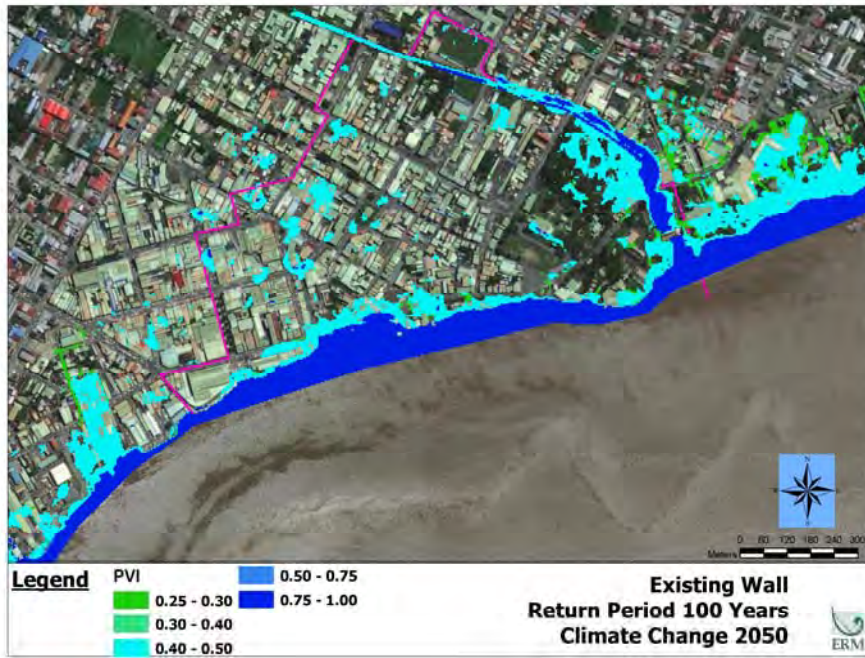 N
Meters
0 60 120 180 240 300
Legend
PVI
0.25 - 0.30
0.30 - 0.40
0.40 - 0.50
0.50 - 0.75
0.75 - 1.00
Existing Wall
Return Period 100 Years
Climate Change 2050
ERM